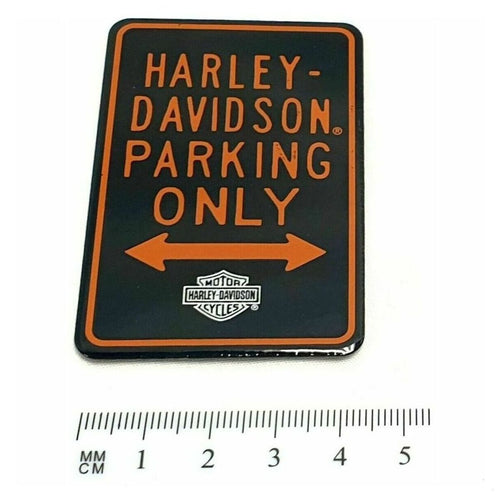 HARLEY-
DAVIDSON®
PARKING
ONLY
MOTOR
HARLEY-DAVIDSON
CYCLES®
MM
CM 1 2 3 4 5